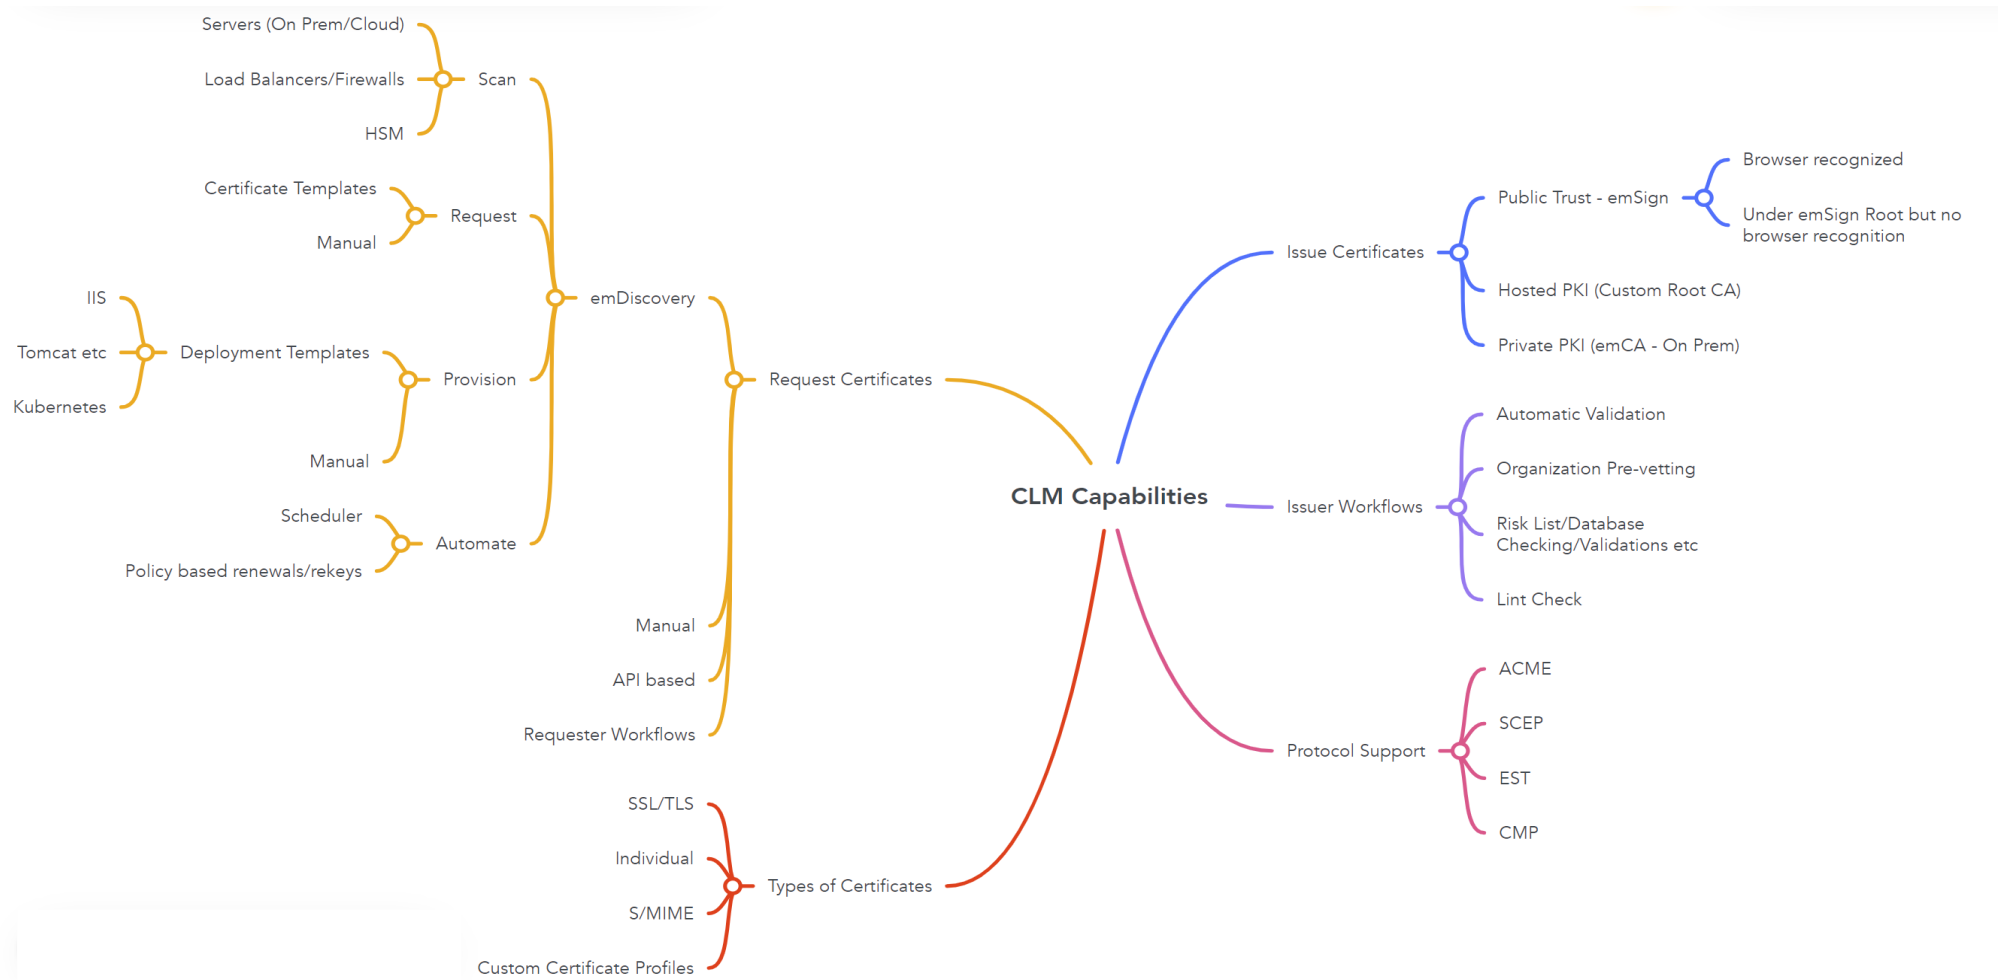 Servers (On Prem/Cloud)
Load Balancers/Firewalls
HSM
Scan
Certificate Templates
Manual
Request
IIS
Tomcat etc
Kubernetes
Deployment Templates
Manual
Provision
Scheduler
Policy based renewals/rekeys
Automate
emDiscovery
Manual
API based
Requester Workflows
Request Certificates
SSL/TLS
Individual
S/MIME
Custom Certificate Profiles
Types of Certificates
CLM Capabilities
Issue Certificates
Public Trust - emSign
Browser recognized
Under emSign Root but no
browser recognition
Hosted PKI (Custom Root CA)
Private PKI (emCA - On Prem)
Issuer Workflows
Automatic Validation
Organization Pre-vetting
Risk List/Database
Checking/Validations etc
Lint Check
Protocol Support
ACME
SCEP
EST
CMP